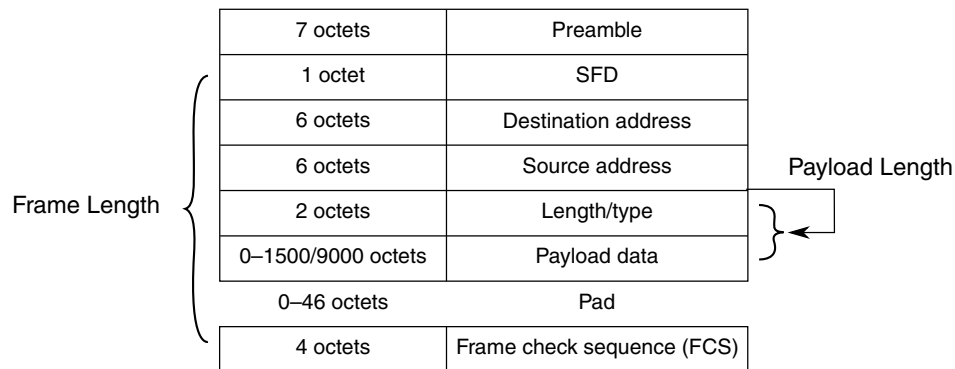 7 octets Preamble
1 octet SFD
6 octets Destination address
6 octets Source address
Payload Length
Frame Length
2 octets Length/type
0–1500/9000 octets Payload data
0–46 octets Pad
4 octets Frame check sequence (FCS)